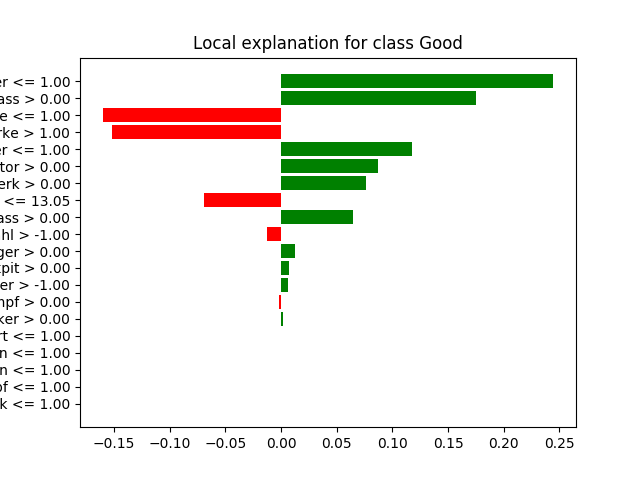 Local explanation for class Good
er <= 1.00
ass > 0.00
e <= 1.00
rke > 1.00
er <= 1.00
tor > 0.00
erk > 0.00
<= 13.05
ass > 0.00
hl > -1.00
ger > 0.00
kpit > 0.00
er > -1.00
npf > 0.00
ker > 0.00
rt <= 1.00
n <= 1.00
n <= 1.00
of <= 1.00
k <= 1.00
−0.15 −0.10 −0.05 0.00 0.05 0.10 0.15 0.20 0.25